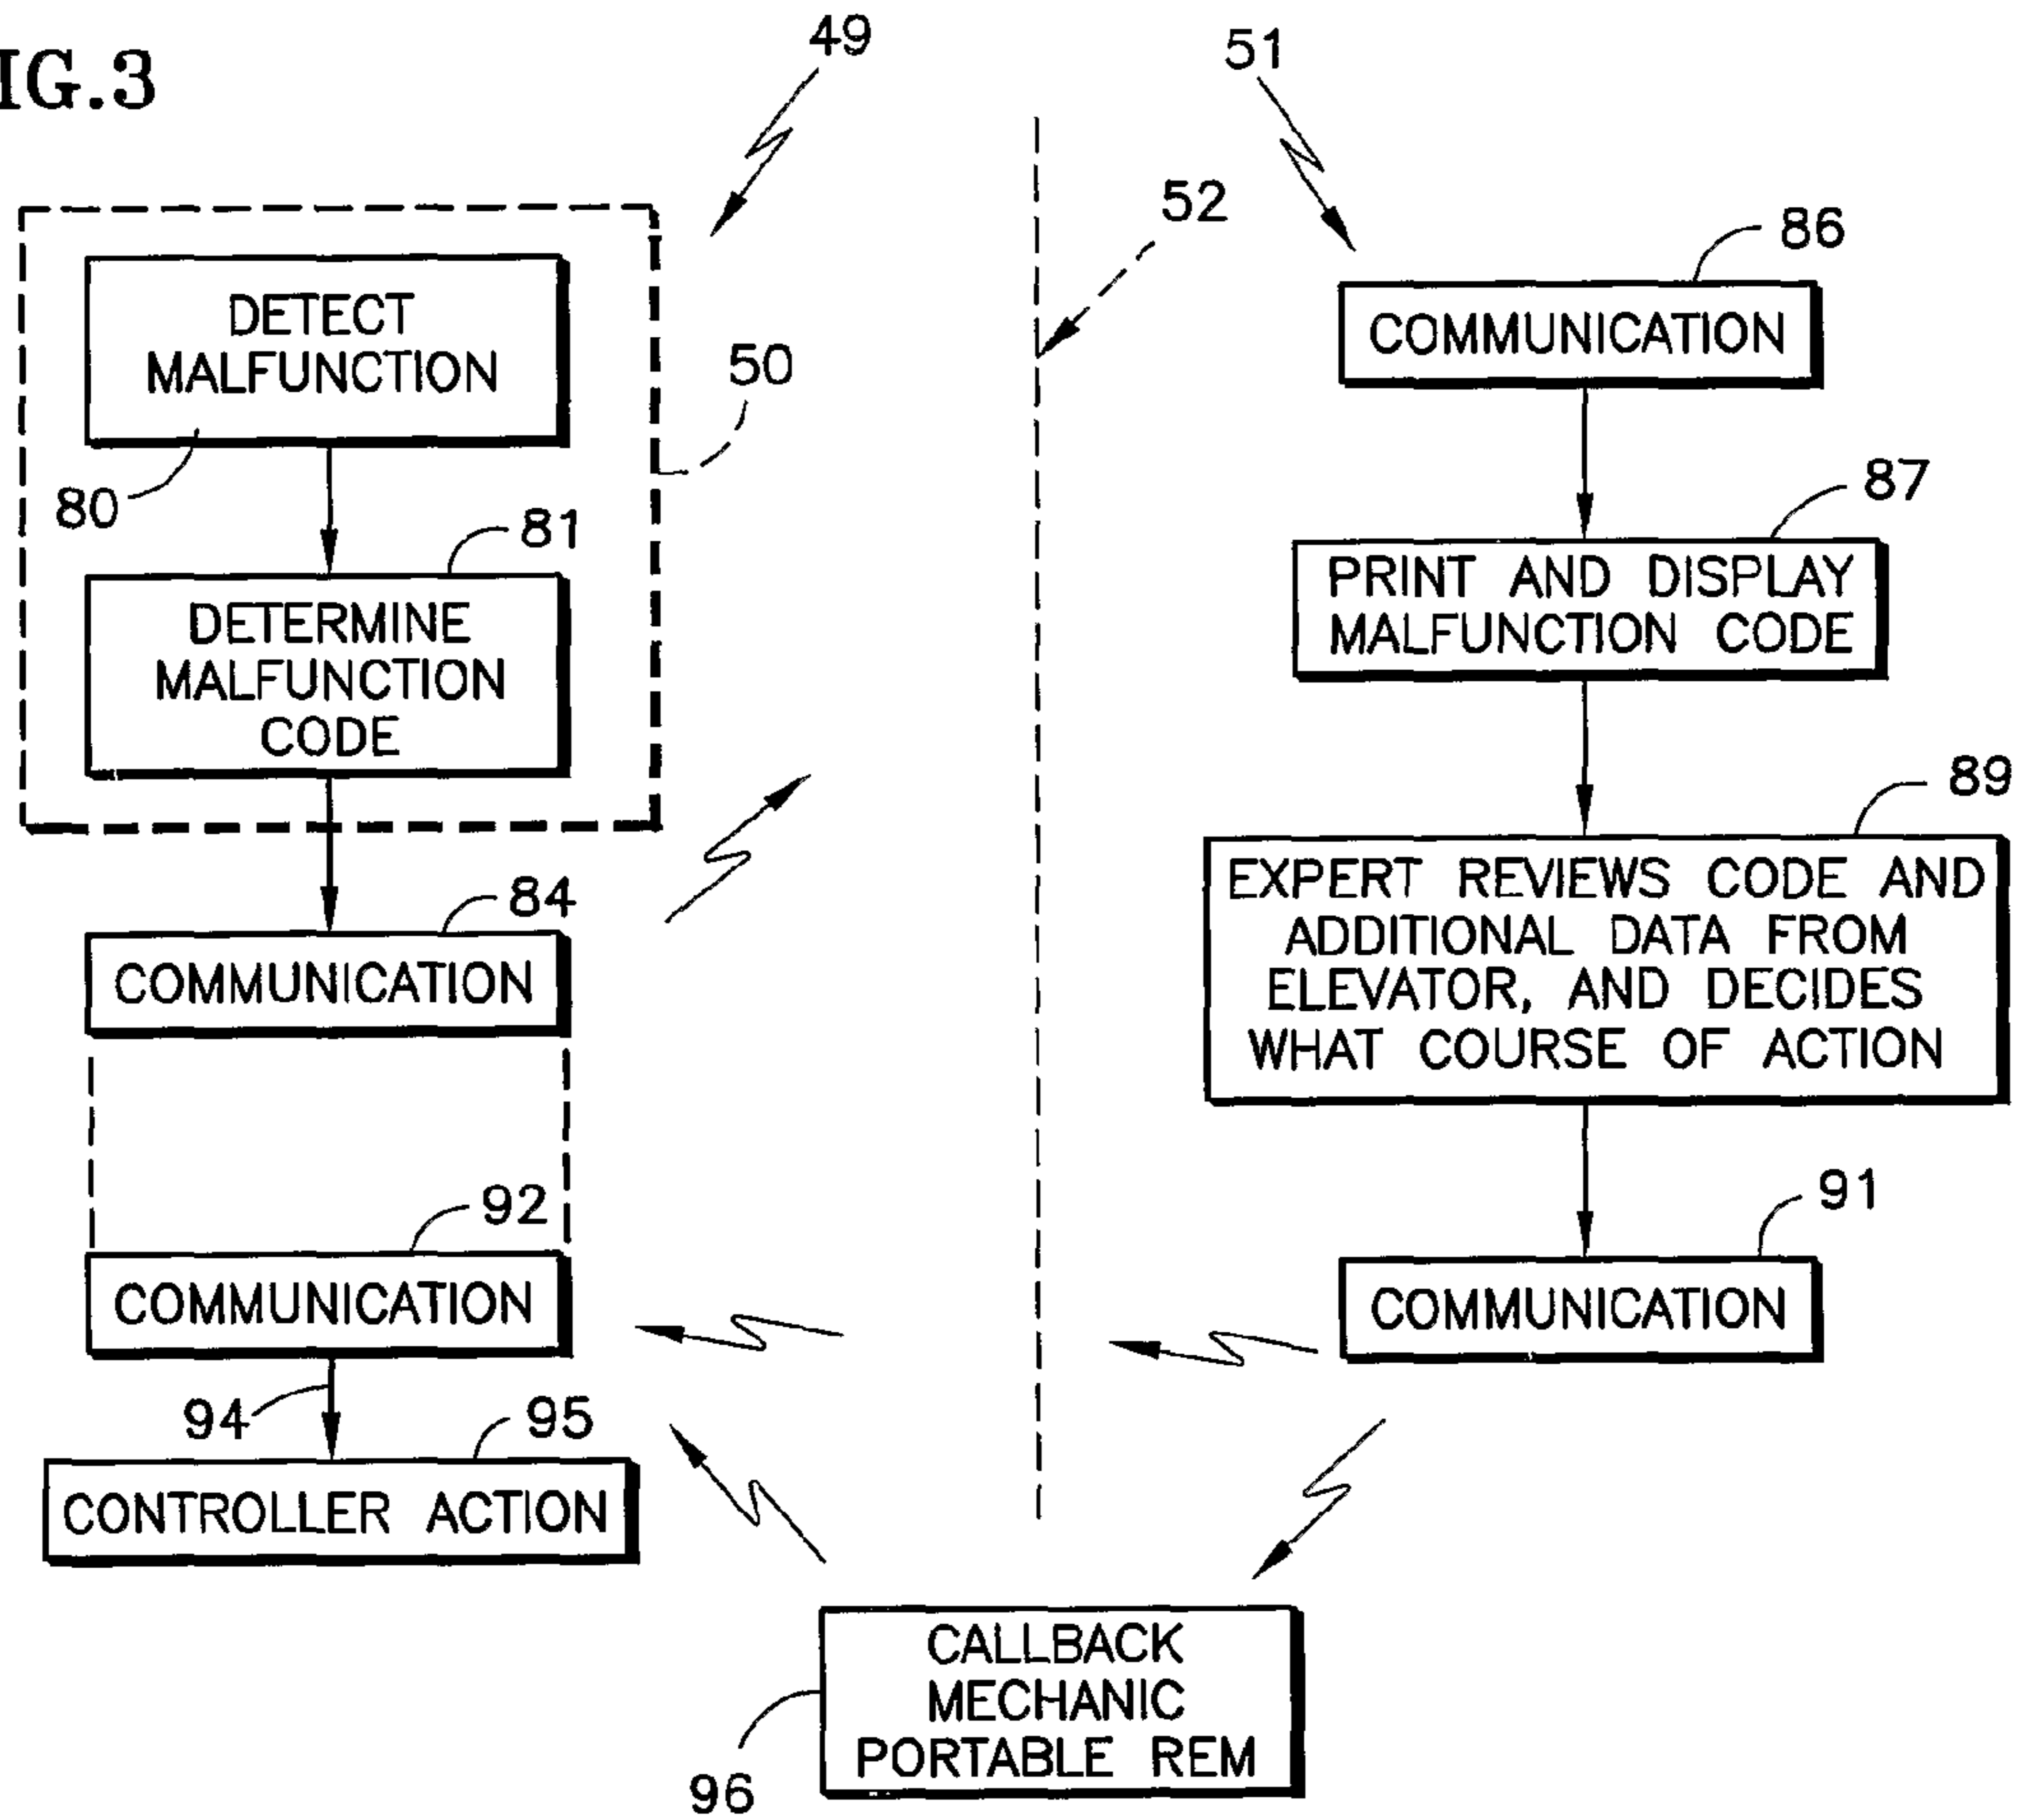 IG.3
49
51
52
DETECT
MALFUNCTION
80
50
81
DETERMINE
MALFUNCTION
CODE
84
COMMUNICATION
92
COMMUNICATION
94
95
CONTROLLER ACTION
86
COMMUNICATION
87
PRINT AND DISPLAY
MALFUNCTION CODE
89
EXPERT REVIEWS CODE AND
ADDITIONAL DATA FROM
ELEVATOR, AND DECIDES
WHAT COURSE OF ACTION
91
COMMUNICATION
CALLBACK
MECHANIC
PORTABLE REM
96